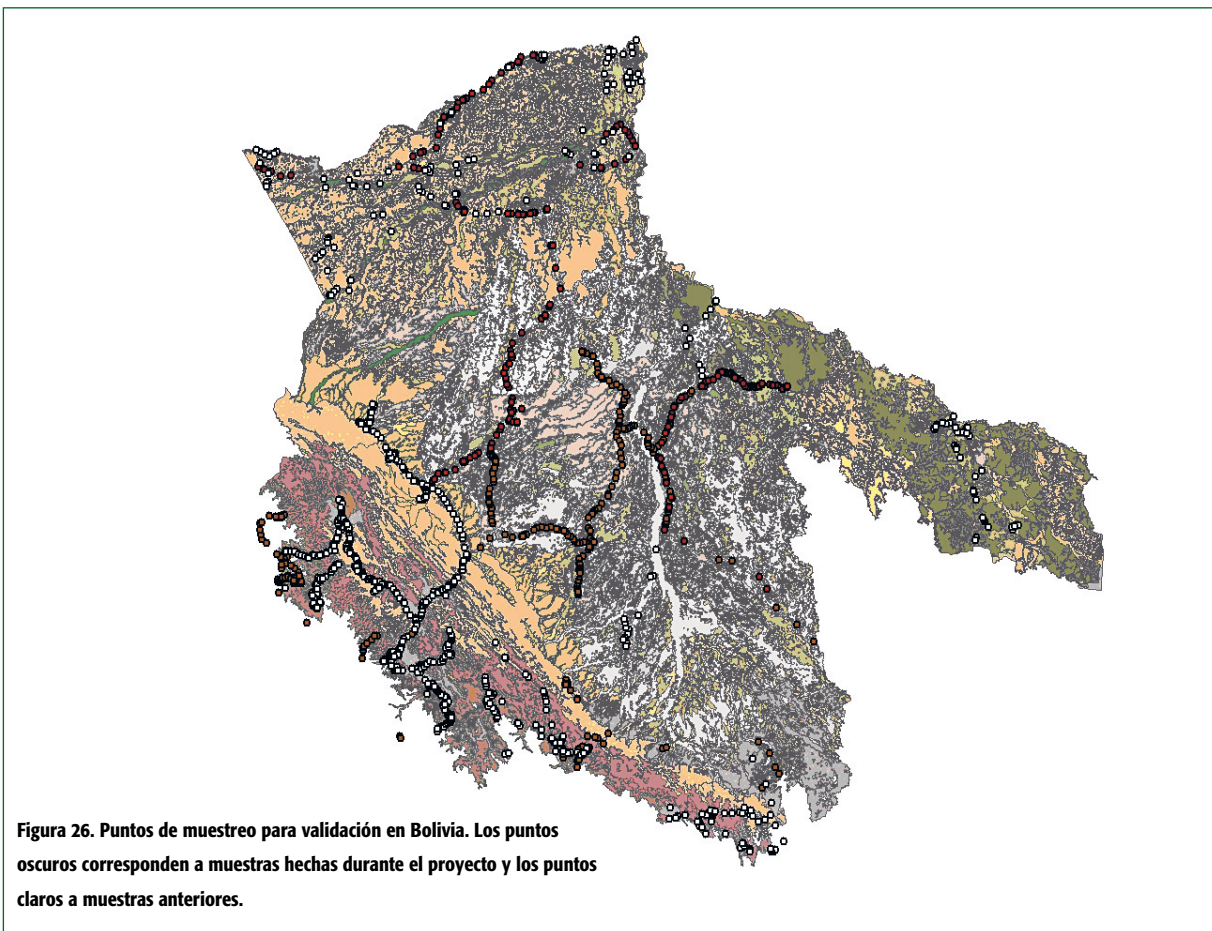 Figura 26. Puntos de muestreo para validación en Bolivia. Los puntos
oscuros corresponden a muestras hechas durante el proyecto y los puntos
claros a muestras anteriores.